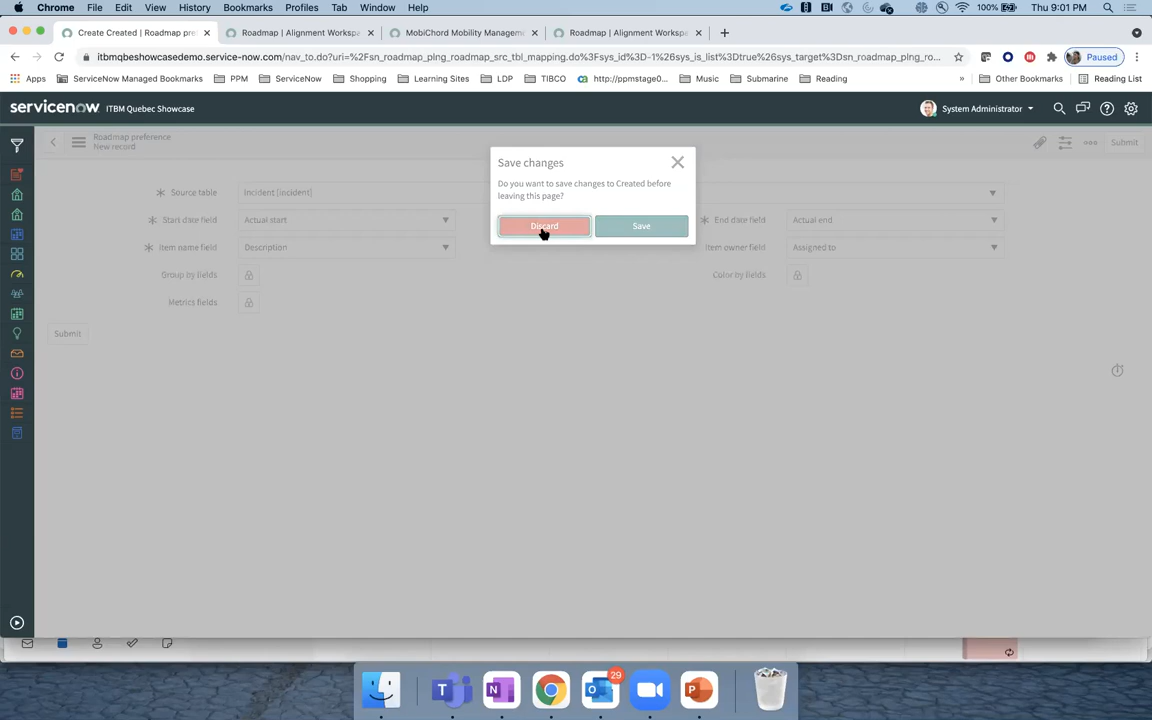 Chrome File Edit View History Bookmarks Profiles Tab Window Help 100% Thu 9:01 PM
Create Created | Roadmap pre × Roadmap | Alignment Workspa × MobiChord Mobility Managem × Roadmap | Alignment Workspa × +
itbmqbeshowcasedemo.service-now.com/nav_to.do?uri=%2Fsn_roadmap_plng_roadmap_src_tbl_mapping.do%3Fsys_id%3D-1%26sys_is_list%3Dtrue%26sys_target%3Dsn_roadmap_plng_ro... Paused
Apps ServiceNow Managed Bookmarks PPM ServiceNow Shopping Learning Sites LDP TIBCO http://ppmstage0... Music Submarine Reading » Other Bookmarks Reading List
servicenow ITBM Quebec Showcase System Administrator
Roadmap preference
New record
Submit
Save changes
Do you want to save changes to Created before
leaving this page?
Discard Save
Source table Incident [incident]
Start date field Actual start End date field Actual end
Item name field Description Item owner field Assigned to
Group by fields Color by fields
Metrics fields
Submit
29